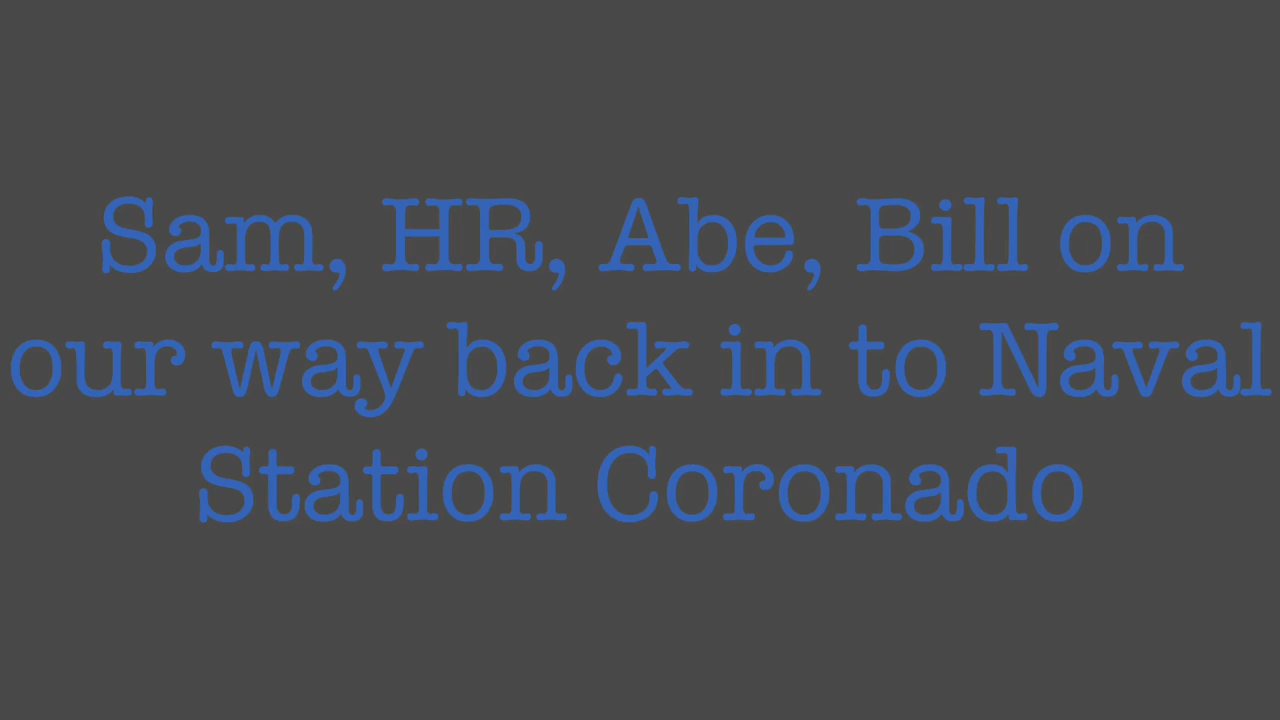 Sam, HR, Abe, Bill on
our way back in to Naval
Station Coronado